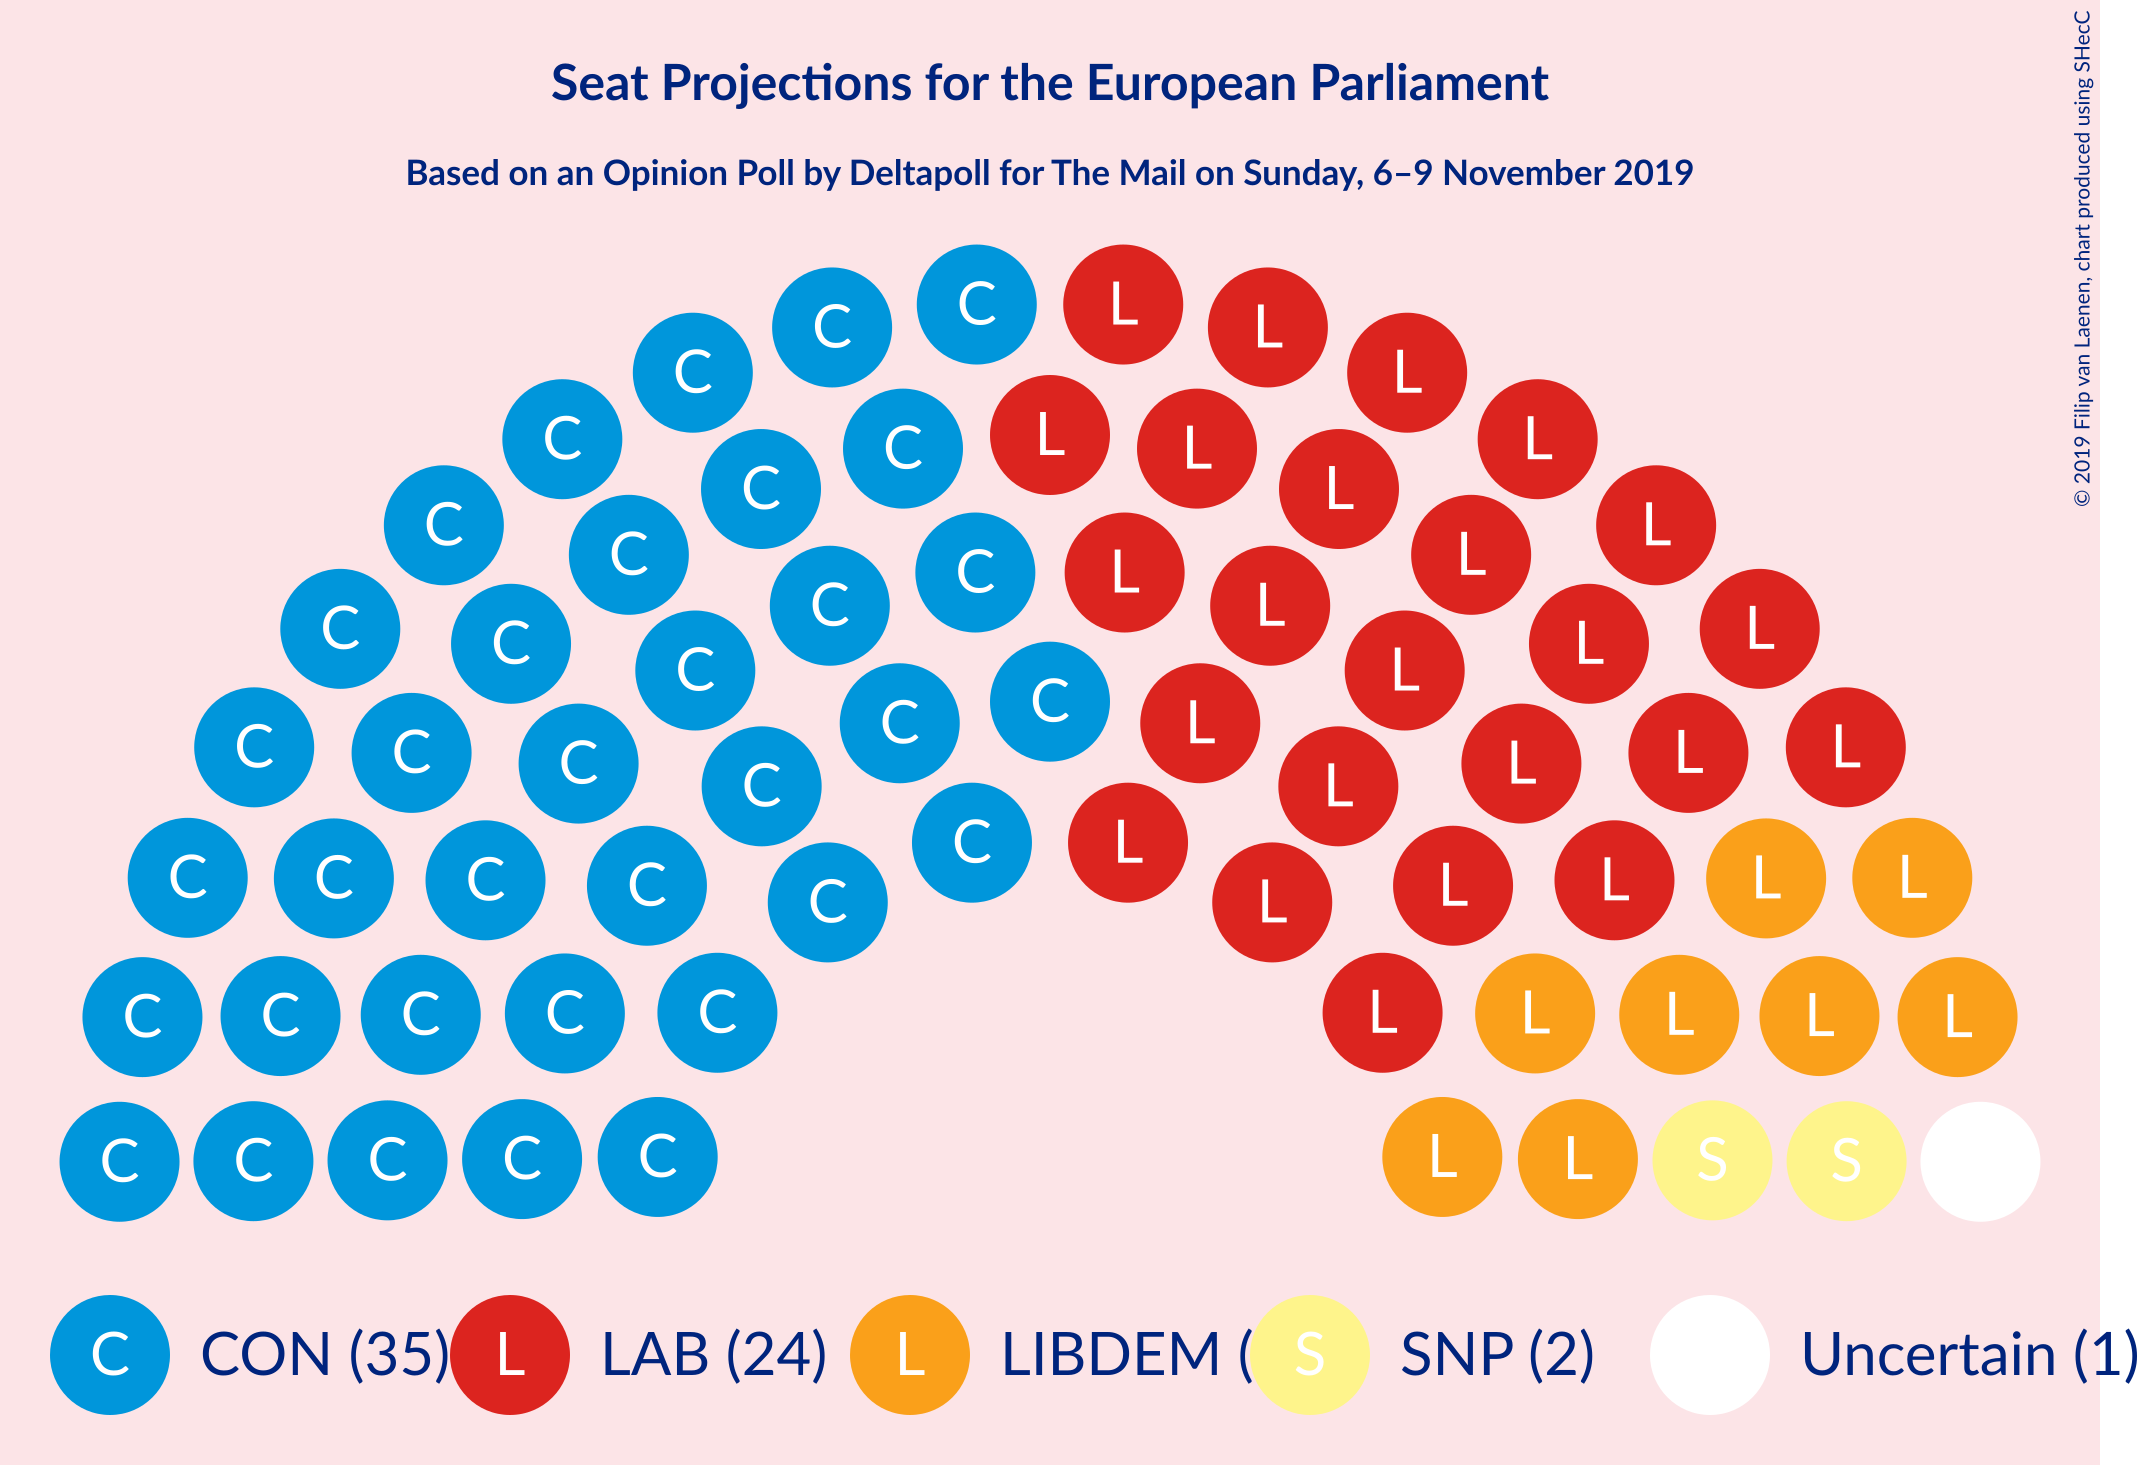 Seat Projections for the European Parliament
Based on an Opinion Poll by Deltapoll for The Mail on Sunday, 6–9 November 2019
© 2019 Filip van Laenen, chart produced using SHecC
C L
C L
C L
C L L
C L
C L
C L
C L
C L
C L
C L
C L
C L
C
C L
C C C C L L L L
C L
C C C C L L L L
C L
C C C C C L L L L L
C C C C C L L S S
C CON (35) L LAB (24) L LIBDEM ( S SNP (2) Uncertain (1)